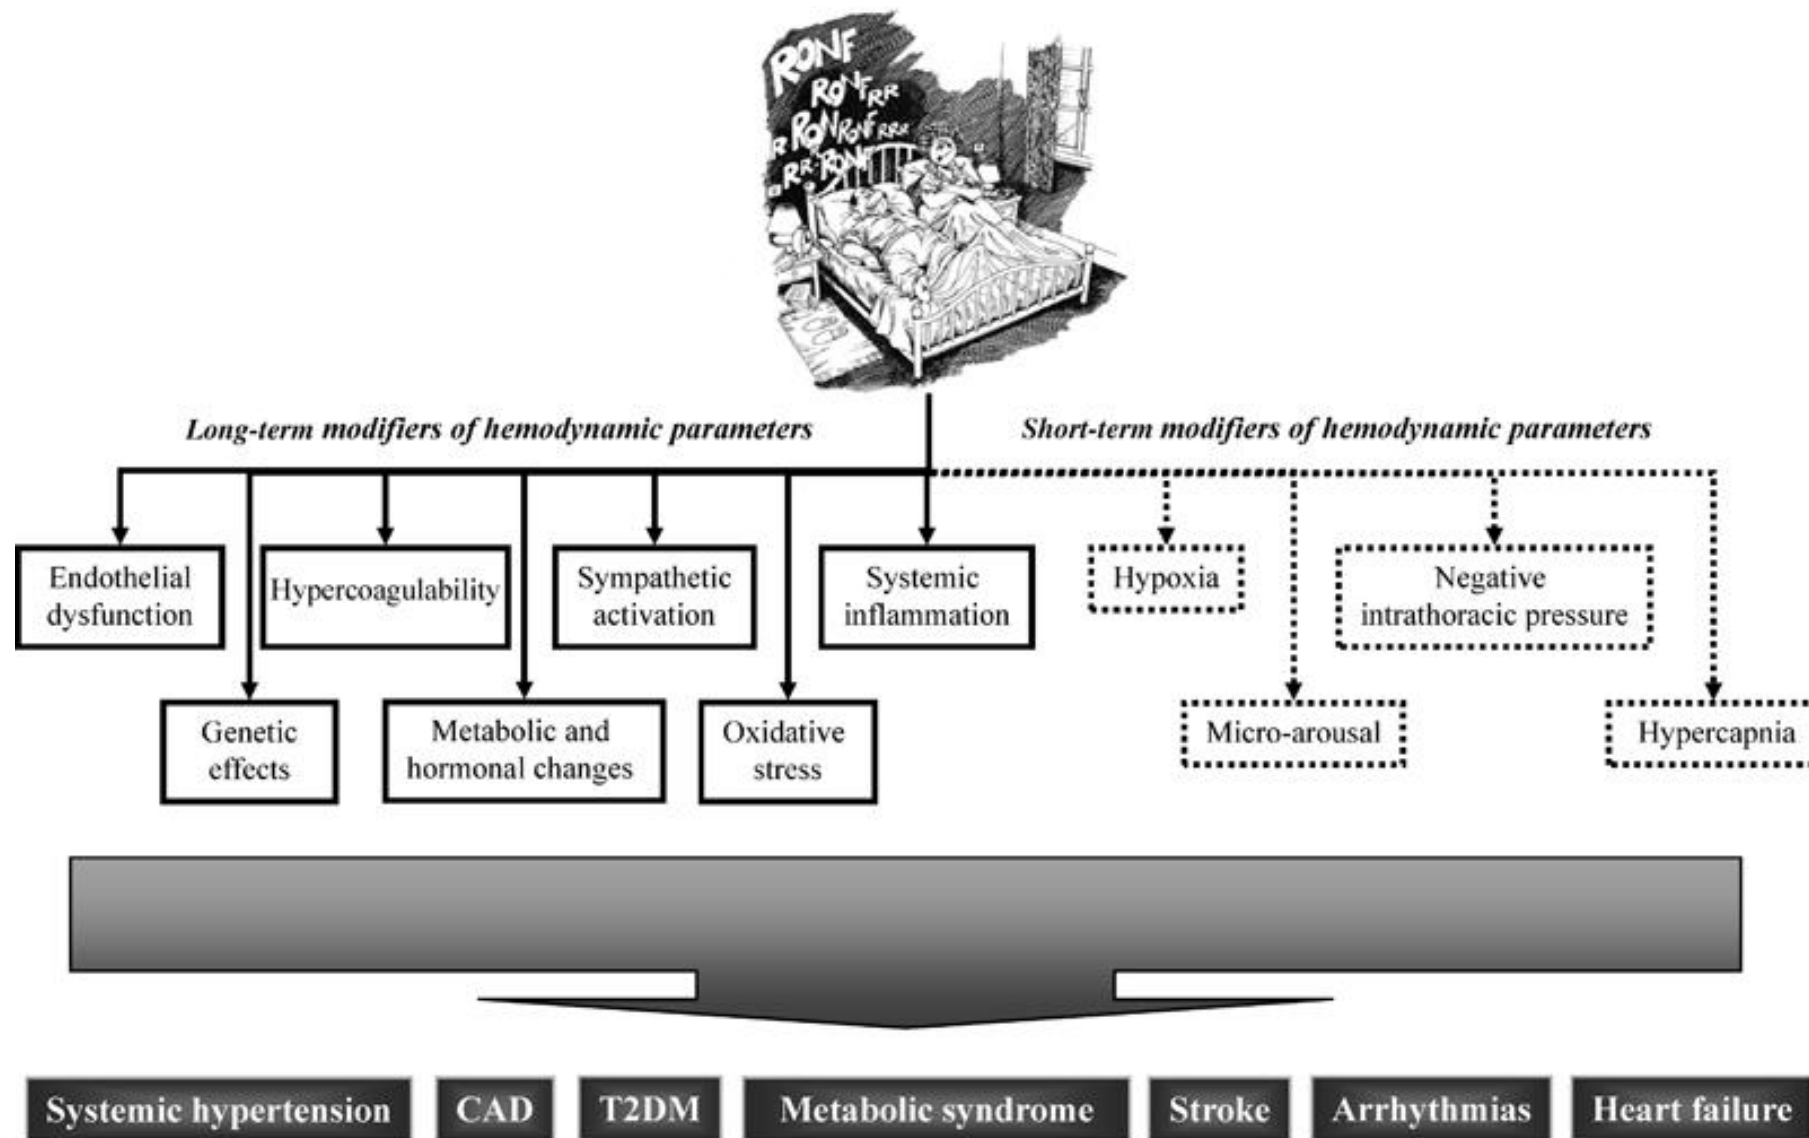 RONF
RONFRR
R RONRONFRRR
RR-RONF
Long-term modifiers of hemodynamic parameters
Short-term modifiers of hemodynamic parameters
Endothelial
dysfunction
Hypercoagulability
Sympathetic
activation
Systemic
inflammation
Hypoxia
Negative
intrathoracic pressure
Genetic
effects
Metabolic and
hormonal changes
Oxidative
stress
Micro-arousal
Hypercapnia
Systemic hypertension
CAD
T2DM
Metabolic syndrome
Stroke
Arrhythmias
Heart failure